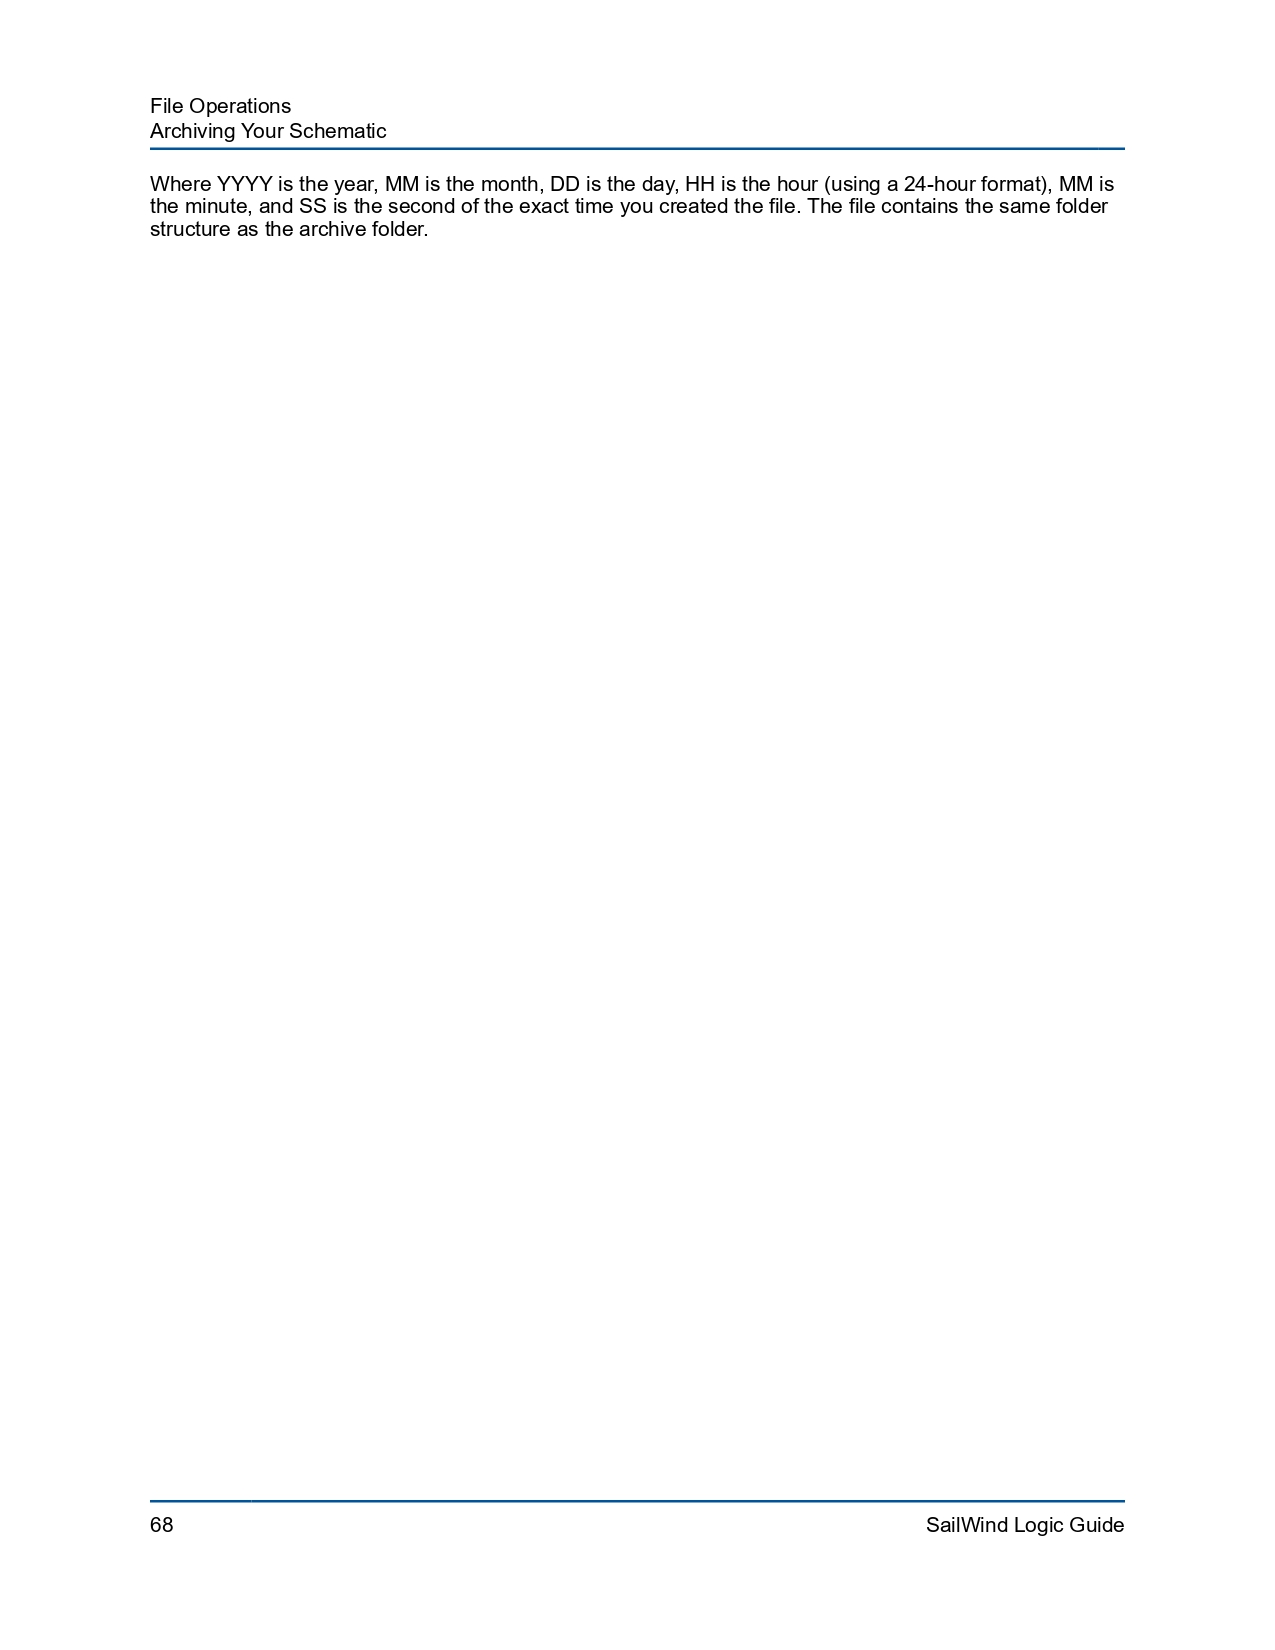 File Operations
Archiving Your Schematic
Where YYYY is the year, MM is the month, DD is the day, HH is the hour (using a 24-hour format), MM is
the minute, and SS is the second of the exact time you created the file. The file contains the same folder
structure as the archive folder.
68
SailWind Logic Guide